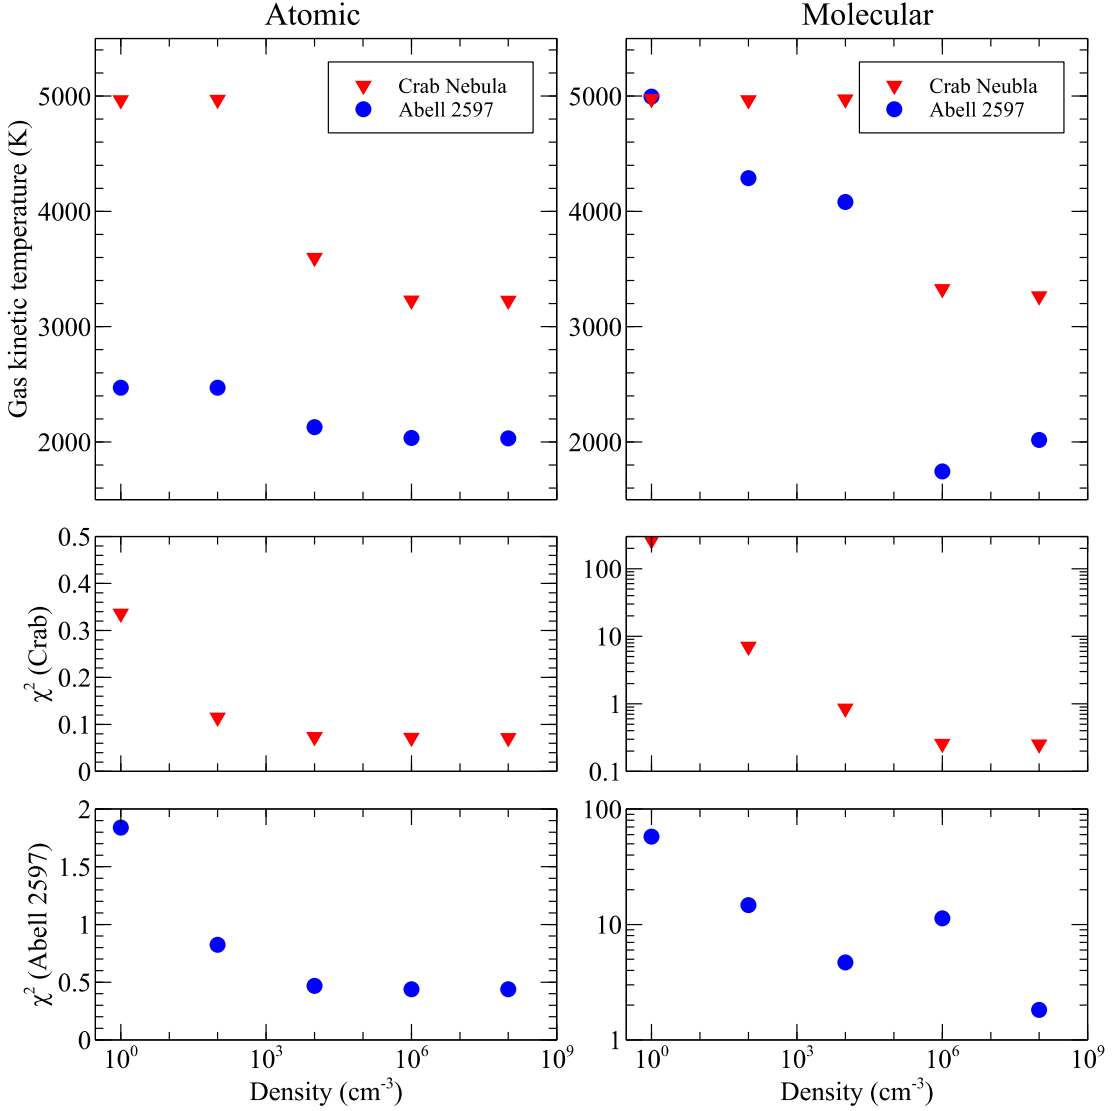 Atomic
Molecular
Gas kinetic temperature (K)
5000
4000
3000
2000
Crab Nebula
Abell 2597
5000
4000
3000
2000
Crab Neubla
Abell 2597
χ² (Crab)
0.5
0.4
0.3
0.2
0.1
0
100
10
1
0.1
χ² (Abell 2597)
2
1.5
1
0.5
0
100
10
1
10⁰ 10³ 10⁶ 10⁹
10⁰ 10³ 10⁶ 10⁹
Density (cm⁻³)
Density (cm⁻³)